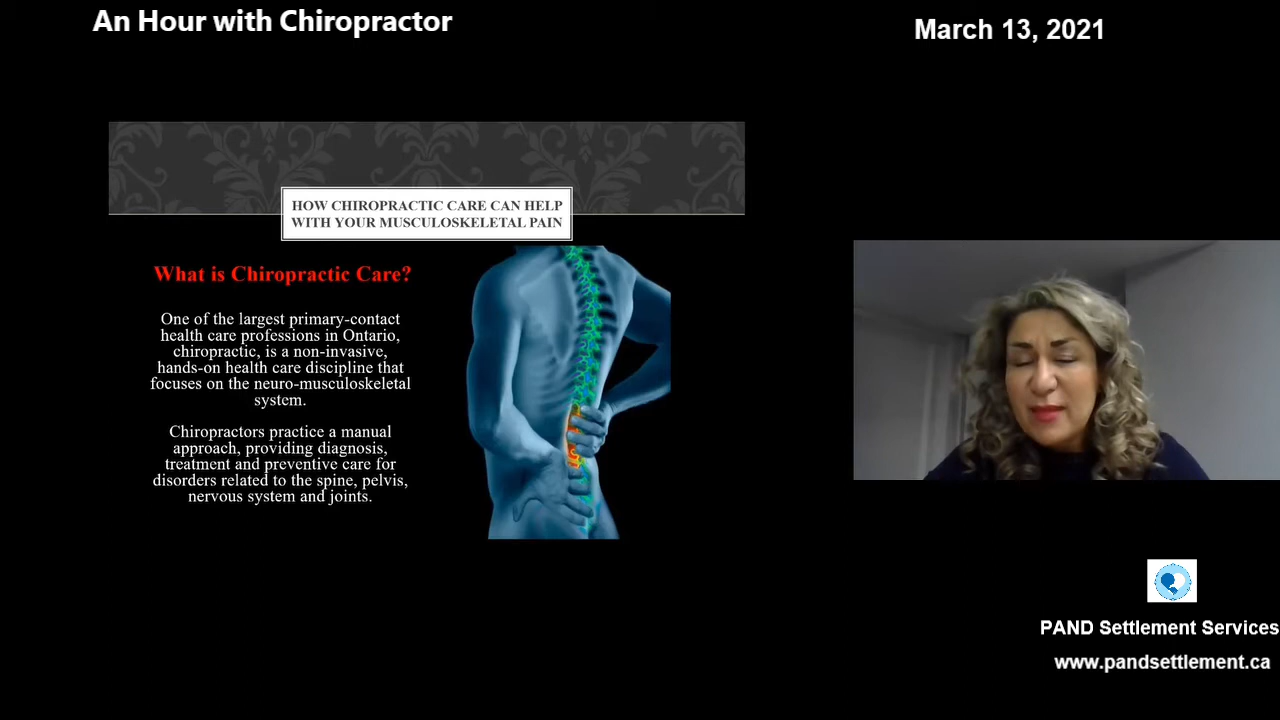 An Hour with Chiropractor
March 13, 2021
HOW CHIROPRACTIC CARE CAN HELP
WITH YOUR MUSCULOSKELETAL PAIN
What is Chiropractic Care?
One of the largest primary-contact
health care professions in Ontario,
chiropractic, is a non-invasive,
hands-on health care discipline that
focuses on the neuro-musculoskeletal
system.
Chiropractors practice a manual
approach, providing diagnosis,
treatment and preventive care for
disorders related to the spine, pelvis,
nervous system and joints.
PAND Settlement Services
www.pandsettlement.ca